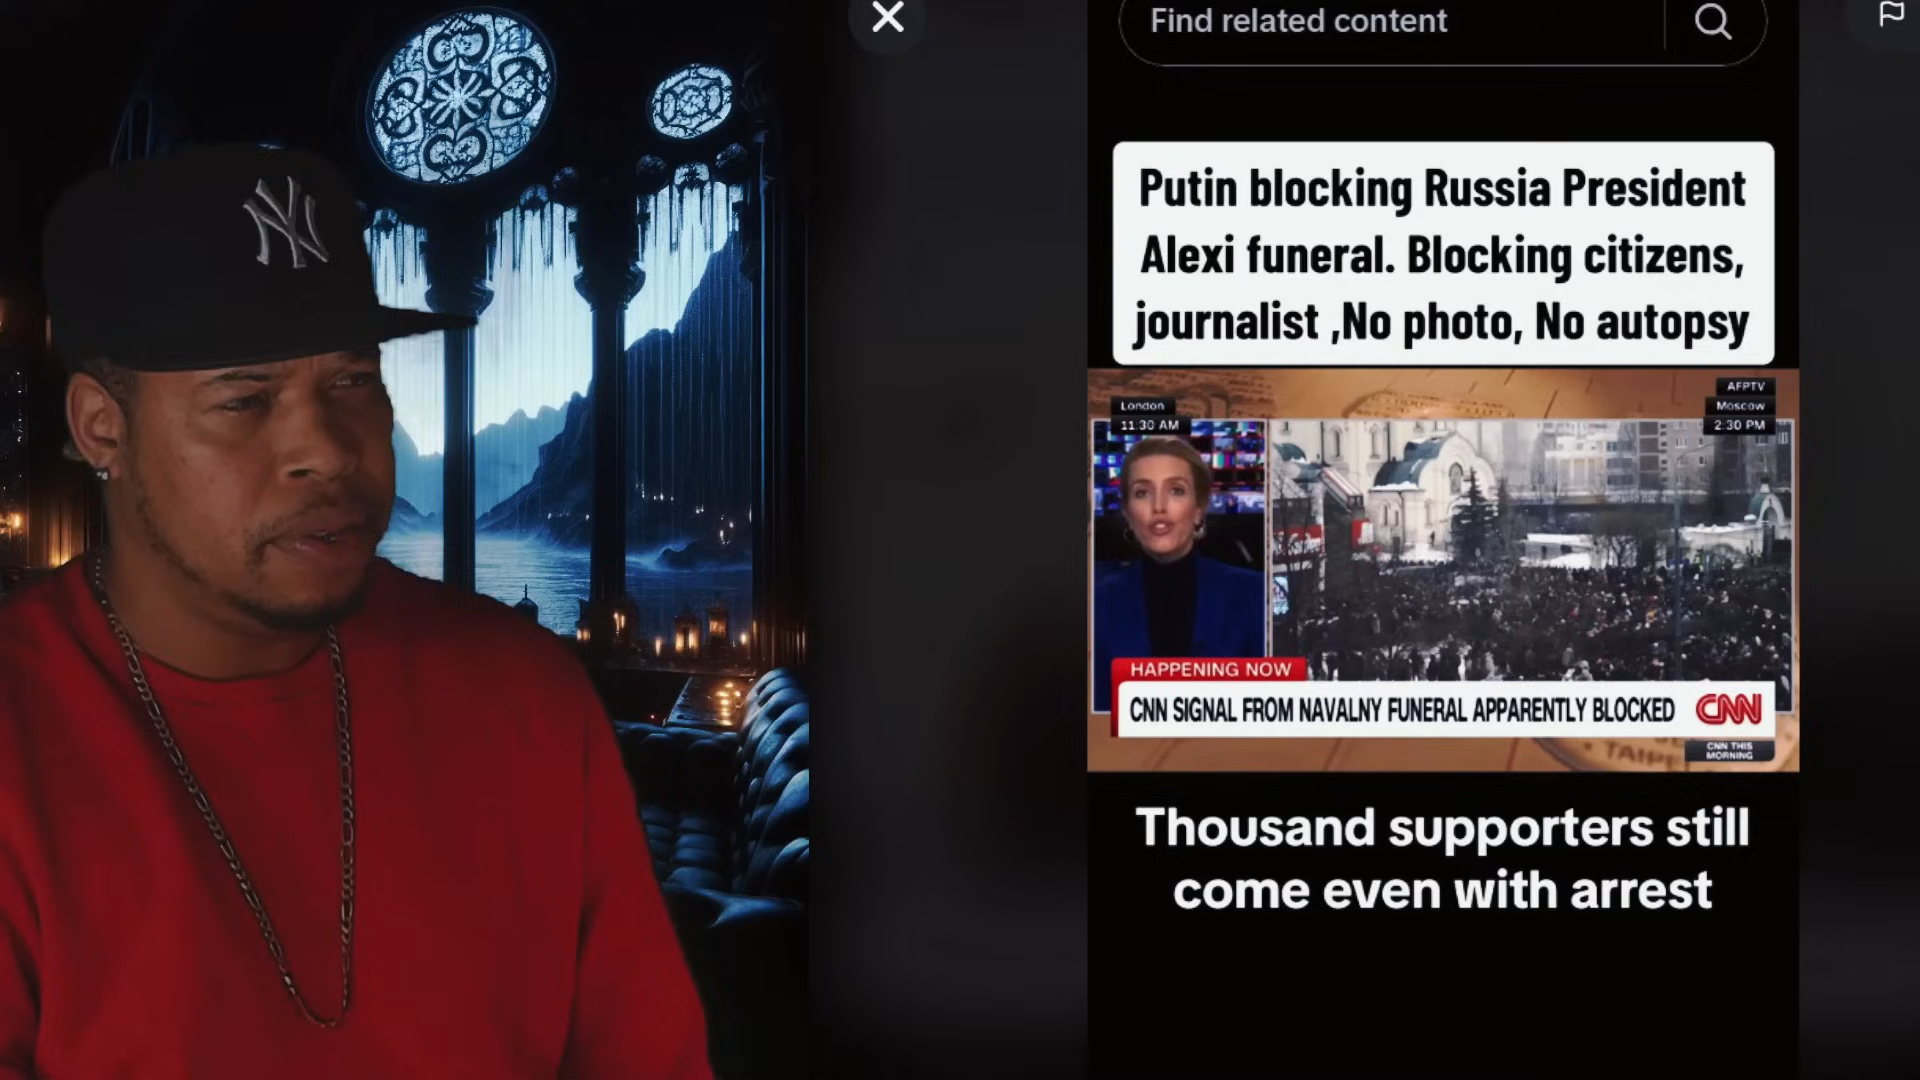 NY
Find related content
Putin blocking Russia President
Alexi funeral. Blocking citizens,
journalist ,No photo, No autopsy
London
11:30 AM
AFPTV
Moscow
2:30 PM
HAPPENING NOW
CNN SIGNAL FROM NAVALNY FUNERAL APPARENTLY BLOCKED
CNN
CNN THIS
MORNING
TAIPE
Thousand supporters still
come even with arrest